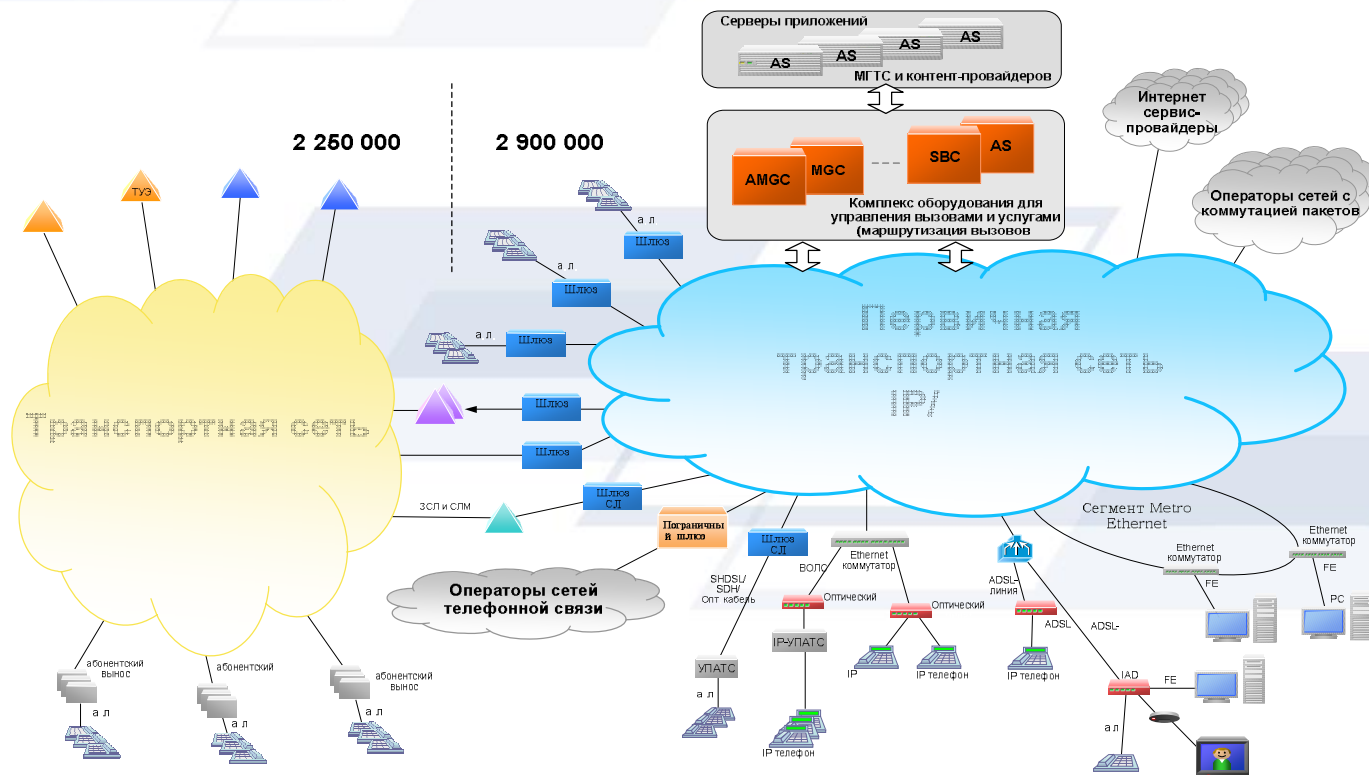 Серверы приложений
AS
AS
AS
AS
МГТС и контент-провайдеров
Интернет
сервис-
провайдеры
2 250 000
2 900 000
AMGC
MGC
SBC
AS
Комплекс оборудования для
управления вызовами и услугами
(маршрутизация вызовов
Операторы сетей с
коммутацией пакетов
ТУЭ
а л.
Шлюз
а л.
Шлюз
а л.
Шлюз
Первичная
транспортная сеть
IP/
Транспортная сеть
Шлюз
Шлюз
ЗСЛ и СЛМ
Шлюз
СЛ
Пограничны
й шлюз
Шлюз
СЛ
Операторы сетей
телефонной связи
Сегмент Metro
Ethernet
Ethernet
коммутатор
Ethernet
коммутатор
FE
FE
PC
SHDSL/
SDH/
Опт кабель
ВОЛС
Ethernet
коммутатор
Оптический
Оптический
ADSL-
линия
ADSL
ADSL-
УПАТС
IP-УПАТС
IP
IP телефон
IP телефон
IAD
FE
а л
IP телефон
а л
абонентский
вынос
а л
абонентский
а л
абонентский
вынос
а л